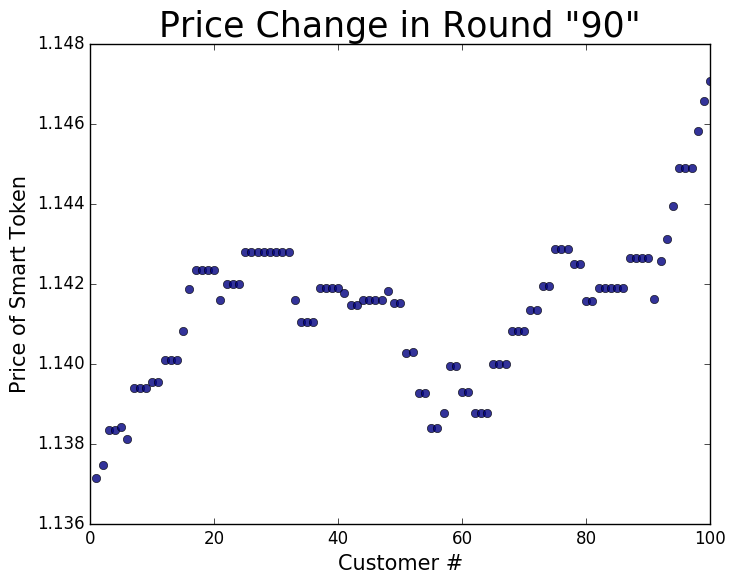 Price Change in Round "90"
1.148
1.146
1.144
1.142
1.140
1.138
1.136
Price of Smart Token
0 20 40 60 80 100
Customer #